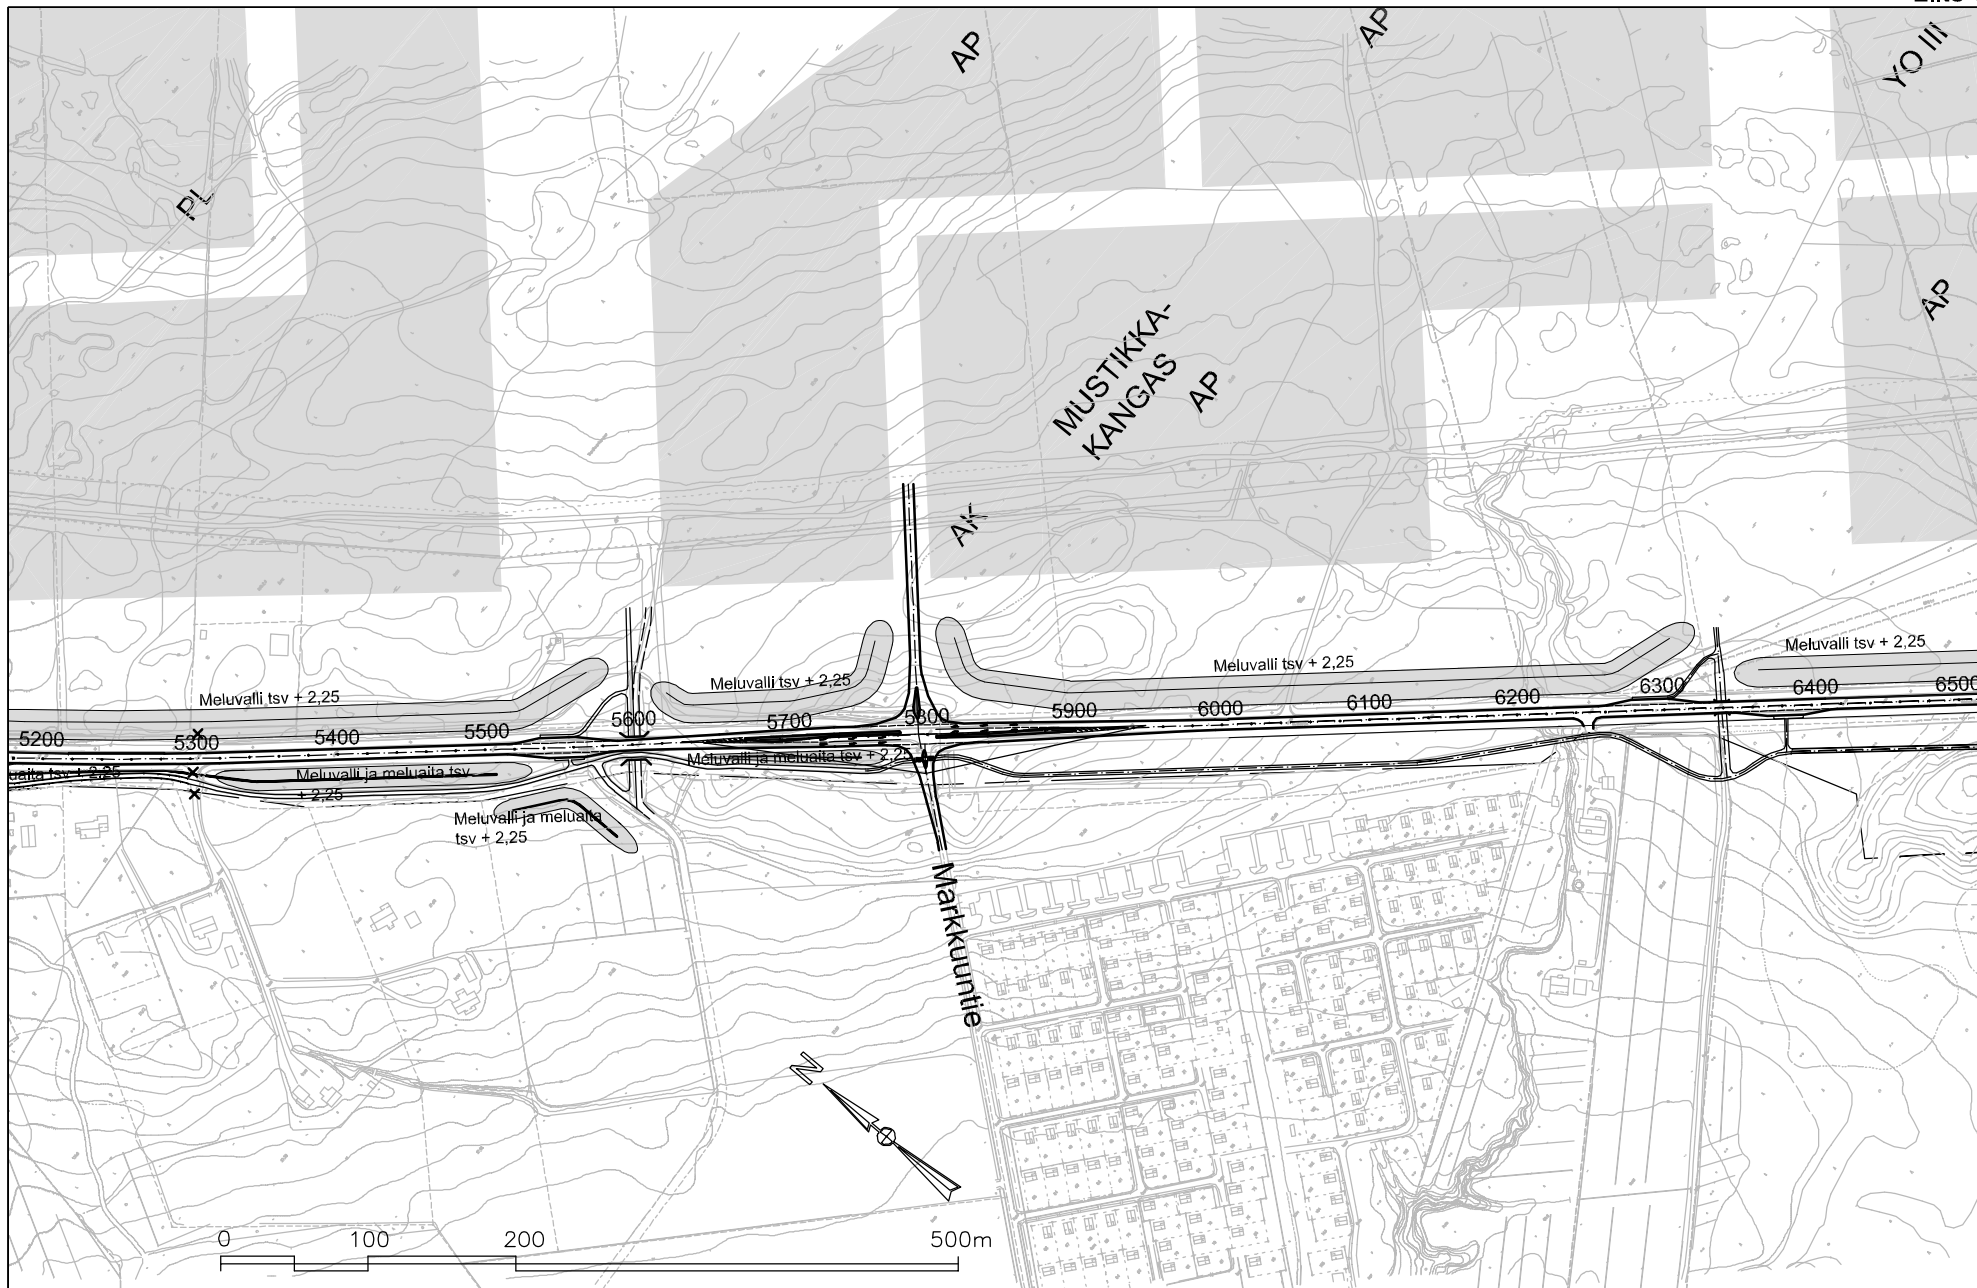 AP
AP
YO III
PL
AP
MUSTIKKA-
KANGAS
AP
AK
Meluvalli tsv + 2,25
Meluvalli tsv + 2,25
Meluvalli tsv + 2,25
Meluvalli tsv + 2,25
5200
5300
5400
5500
5600
5700
5800
5900
6000
6100
6200
6300
6400
6500
tsv + 2,25
Meluvalli ja meluaita tsv
+ 2,25
Meluvalli ja meluaita tsv + 2,25
Meluvalli ja meluaita
tsv + 2,25
Markkuuntie
N
0 100 200 500m